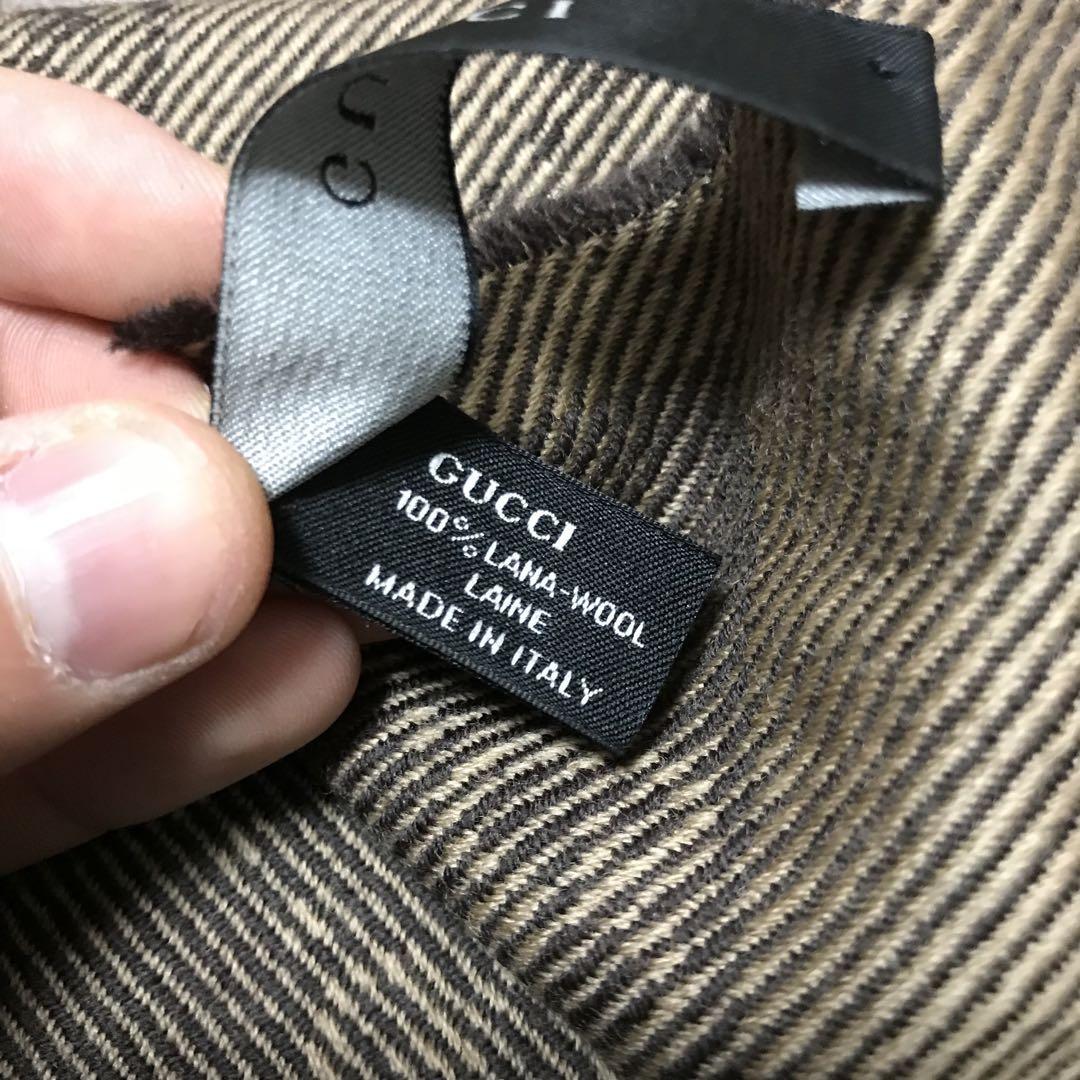 GUCCI
100% LANA-WOOL
LAINE
MADE IN ITALY